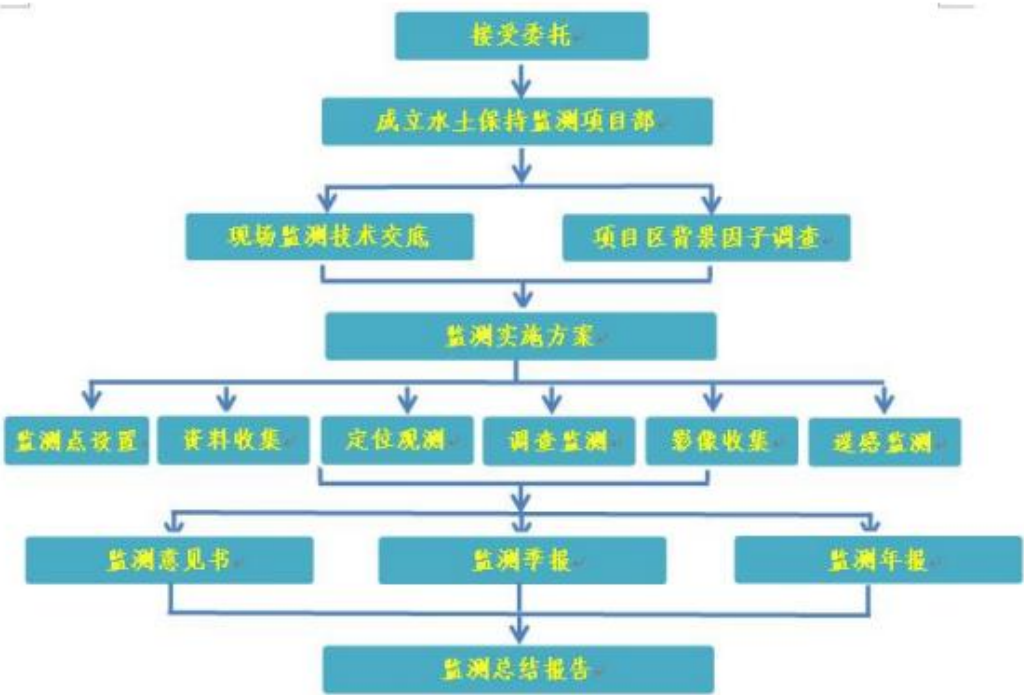 接受委托
成立水土保持监测项目部
现场监测技术交底
项目区背景因子调查
监测实施方案
监测点设置
资料收集
定位观测
调查监测
影像收集
遥感监测
监测意见书
监测季报
监测年报
监测总结报告